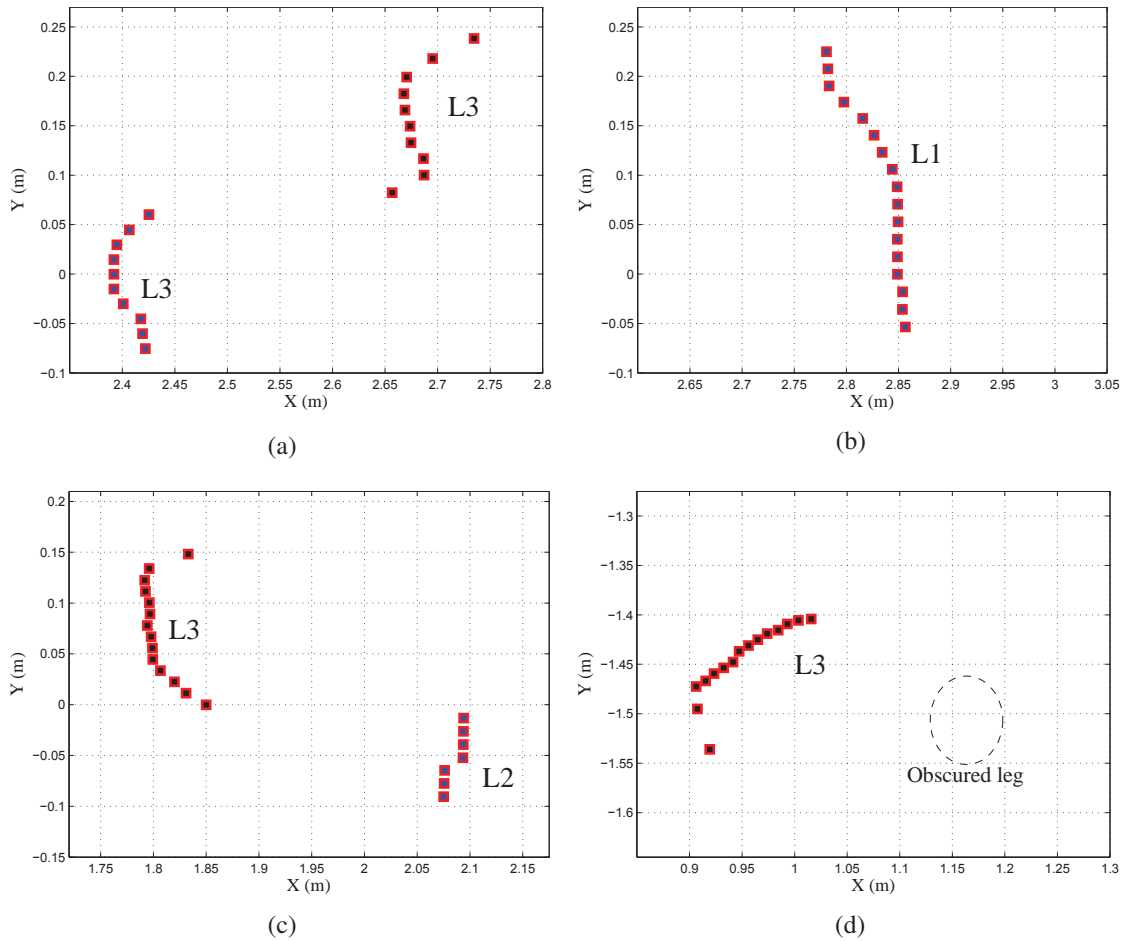 0.25
0.2
0.15
0.1
0.05
0
−0.05
−0.1
Y (m)
L3
L3
2.4 2.45 2.5 2.55 2.6 2.65 2.7 2.75 2.8
X (m)
(a)
0.25
0.2
0.15
0.1
0.05
0
−0.05
−0.1
Y (m)
L1
2.65 2.7 2.75 2.8 2.85 2.9 2.95 3 3.05
X (m)
(b)
0.2
0.15
0.1
0.05
0
−0.05
−0.1
−0.15
Y (m)
L3
L2
1.75 1.8 1.85 1.9 1.95 2 2.05 2.1 2.15
X (m)
(c)
−1.3
−1.35
−1.4
−1.45
−1.5
−1.55
−1.6
Y (m)
L3
Obscured leg
0.9 0.95 1 1.05 1.1 1.15 1.2 1.25 1.3
X (m)
(d)